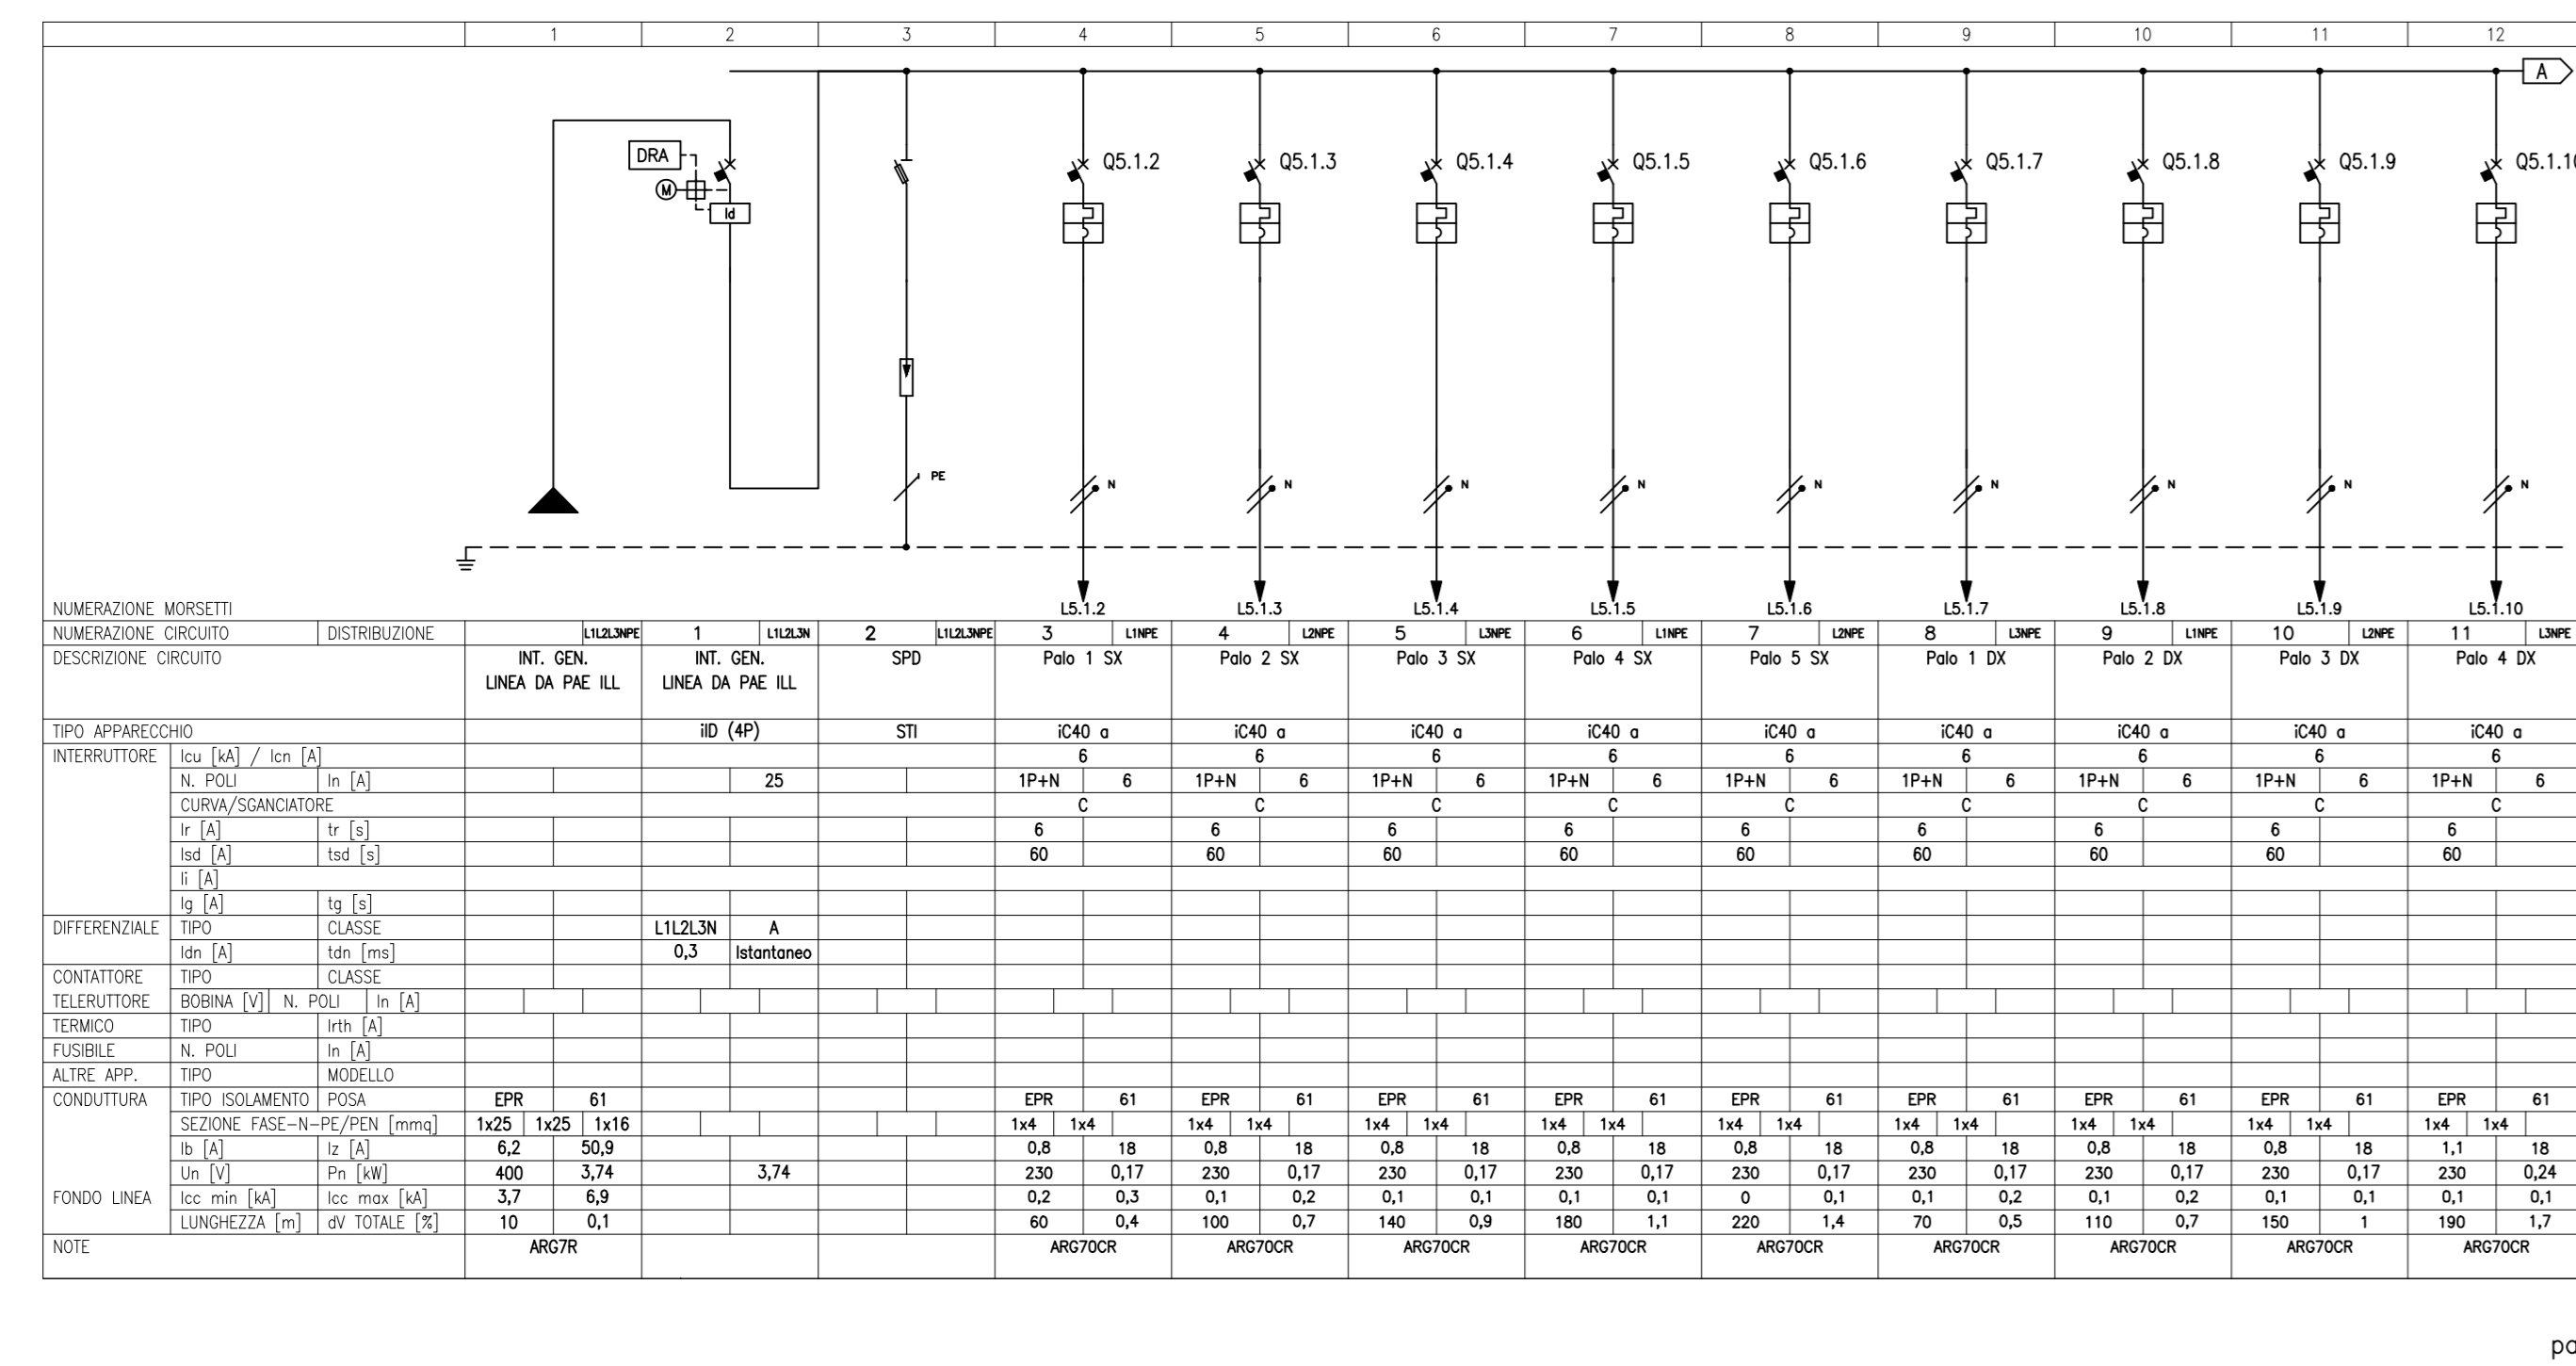 1 2 3 4 5 6 7 8 9 10 11 12
A
DRA Q5.1.2 Q5.1.3 Q5.1.4 Q5.1.5 Q5.1.6 Q5.1.7 Q5.1.8 Q5.1.9
M
Id
PE N N N N N N N N N
NUMERAZIONE MORSETTI L5.1.2 L5.1.3 L5.1.4 L5.1.5 L5.1.6 L5.1.7 L5.1.8 L5.1.9 L5.1.10
NUMERAZIONE CIRCUITO DISTRIBUZIONE L1L2L3NPE 1 L1L2L3N 2 L1L2L3NPE 3 L1NPE 4 L2NPE 5 L3NPE 6 L1NPE 7 L2NPE 8 L3NPE 9 L1NPE 10 L2NPE 11 L3NPE
DESCRIZIONE CIRCUITO INT. GEN. INT. GEN. SPD Palo 1 SX Palo 2 SX Palo 3 SX Palo 4 SX Palo 5 SX Palo 1 DX Palo 2 DX Palo 3 DX Palo 4 DX
LINEA DA PAE ILL LINEA DA PAE ILL
TIPO APPARECCHIO iID (4P) STI iC40 a iC40 a iC40 a iC40 a iC40 a iC40 a iC40 a iC40 a iC40 a
INTERRUTTORE Icu [kA] / Icn [A] 6 6 6 6 6 6 6 6 6
N. POLI In [A] 25 1P+N 6 1P+N 6 1P+N 6 1P+N 6 1P+N 6 1P+N 6 1P+N 6 1P+N 6 1P+N 6
CURVA/SGANCIATORE C C C C C C C C C
Ir [A] tr [s] 6 6 6 6 6 6 6 6 6
Isd [A] tsd [s] 60 60 60 60 60 60 60 60 60
Ii [A]
Ig [A] tg [s]
DIFFERENZIALE TIPO CLASSE L1L2L3N A
Idn [A] tdn [ms] 0,3 Istantaneo
CONTATTORE TIPO CLASSE
TELERUTTORE BOBINA [V] N. POLI In [A]
TERMICO TIPO Irth [A]
FUSIBILE N. POLI In [A]
ALTRE APP. TIPO MODELLO
CONDUTTURA TIPO ISOLAMENTO POSA EPR 61 EPR 61 EPR 61 EPR 61 EPR 61 EPR 61 EPR 61 EPR 61 EPR 61 EPR 61
SEZIONE FASE-N-PE/PEN [mmq] 1x25 1x25 1x16 1x4 1x4 1x4 1x4 1x4 1x4 1x4 1x4 1x4 1x4 1x4 1x4 1x4 1x4 1x4 1x4 1x4 1x4
Ib [A] Iz [A] 6,2 50,9 0,8 18 0,8 18 0,8 18 0,8 18 0,8 18 0,8 18 0,8 18 0,8 18 1,1 18
Un [V] Pn [kW] 400 3,74 3,74 230 0,17 230 0,17 230 0,17 230 0,17 230 0,17 230 0,17 230 0,17 230 0,17 230 0,24
FONDO LINEA Icc min [kA] Icc max [kA] 3,7 6,9 0,2 0,3 0,1 0,2 0,1 0,1 0,1 0,1 0 0,1 0,1 0,2 0,1 0,2 0,1 0,1 0,1 0,1
LUNGHEZZA [m] dV TOTALE [%] 10 0,1 60 0,4 100 0,7 140 0,9 180 1,1 220 1,4 70 0,5 110 0,7 150 1 190 1,7
NOTE ARG7R ARG7OCR ARG7OCR ARG7OCR ARG7OCR ARG7OCR ARG7OCR ARG7OCR ARG7OCR ARG7OCR